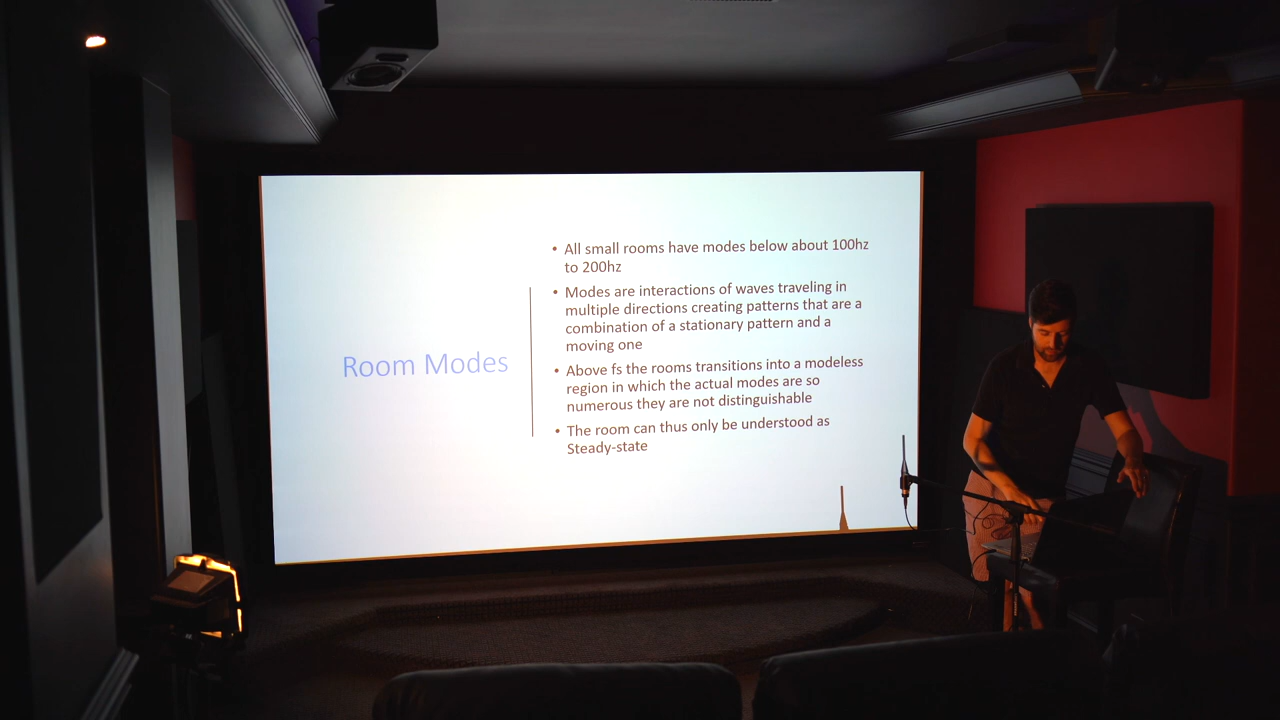 Room Modes
• All small rooms have modes below about 100hz
to 200hz
• Modes are interactions of waves traveling in
multiple directions creating patterns that are a
combination of a stationary pattern and a
moving one
• Above fs the rooms transitions into a modeless
region in which the actual modes are so
numerous they are not distinguishable
• The room can thus only be understood as
Steady-state